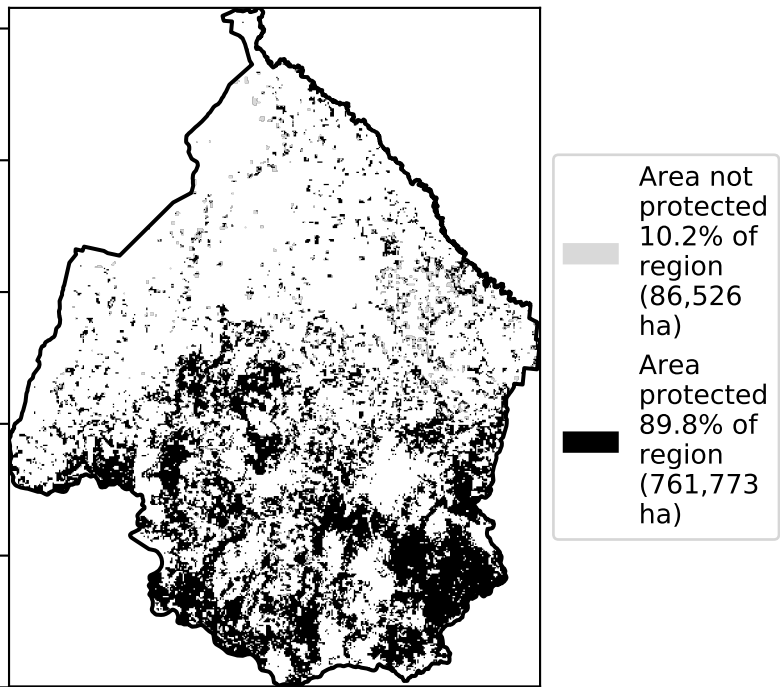 Area not
protected
10.2% of
region
(86,526
ha)
Area
protected
89.8% of
region
(761,773
ha)